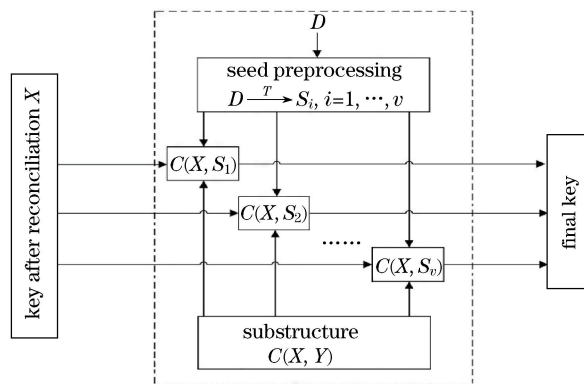 D
seed preprocessing
D —T→ S_i, i=1, ⋯, v
key after reconciliation X
C(X, S_1)
C(X, S_2)
⋯⋯
C(X, S_v)
final key
substructure
C(X, Y)